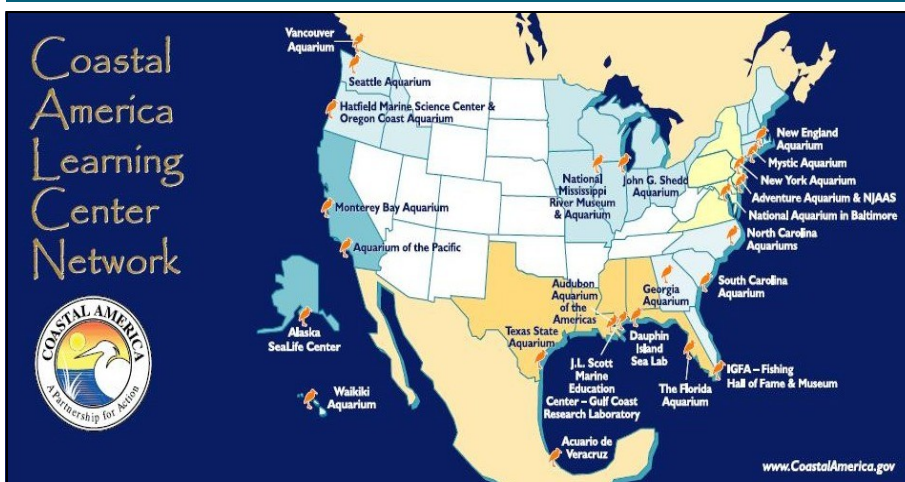 Coastal
America
Learning
Center
Network
COASTAL AMERICA
A Partnership for Action
Vancouver
Aquarium
Seattle Aquarium
Hatfield Marine Science Center &
Oregon Coast Aquarium
Monterey Bay Aquarium
Aquarium of the Pacific
Alaska
SeaLife Center
Waikiki
Aquarium
National
Mississippi
River Museum
& Aquarium
John G. Shedd
Aquarium
New England
Aquarium
Mystic Aquarium
New York Aquarium
Adventure Aquarium & NJAAS
National Aquarium in Baltimore
North Carolina
Aquariums
South Carolina
Aquarium
Georgia
Aquarium
Audubon
Aquarium
of the
Americas
Texas State
Aquarium
J.L. Scott
Marine
Education
Center – Gulf Coast
Research Laboratory
Dauphin
Island
Sea Lab
The Florida
Aquarium
IGFA – Fishing
Hall of Fame & Museum
Acuario de
Veracruz
www.CoastalAmerica.gov